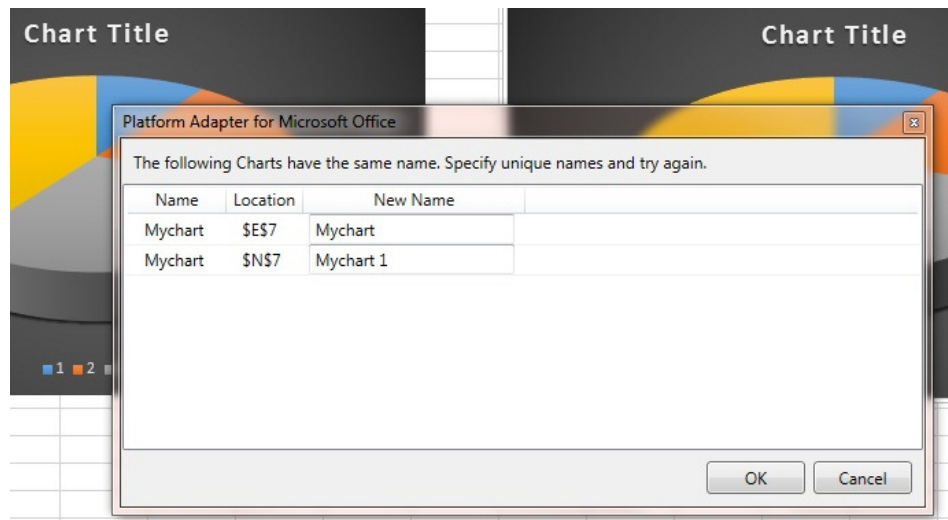 Chart Title
Chart Title
Platform Adapter for Microsoft Office
The following Charts have the same name. Specify unique names and try again.
Name Location New Name
Mychart $E$7 Mychart
Mychart $N$7 Mychart 1
1 2
OK Cancel